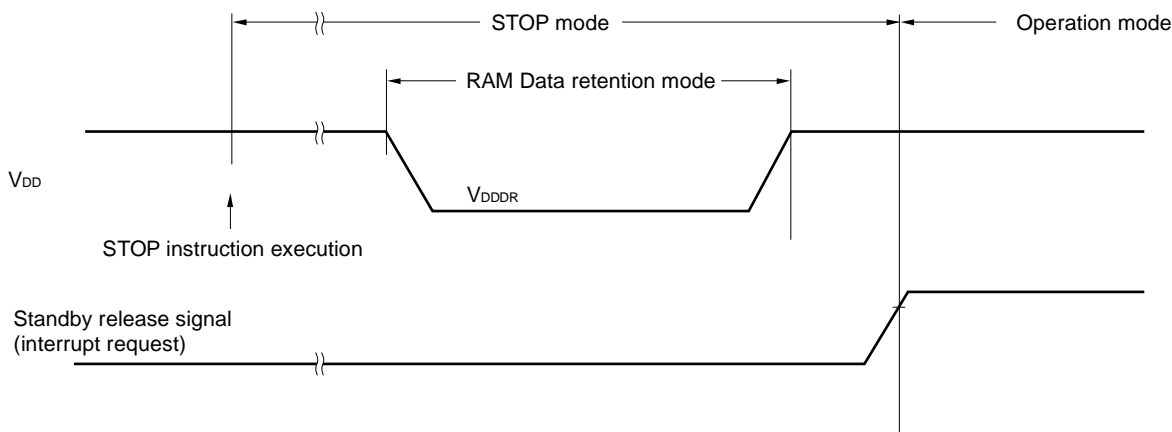 STOP mode
Operation mode
RAM Data retention mode
VDD
VDDDR
STOP instruction execution
Standby release signal
(interrupt request)